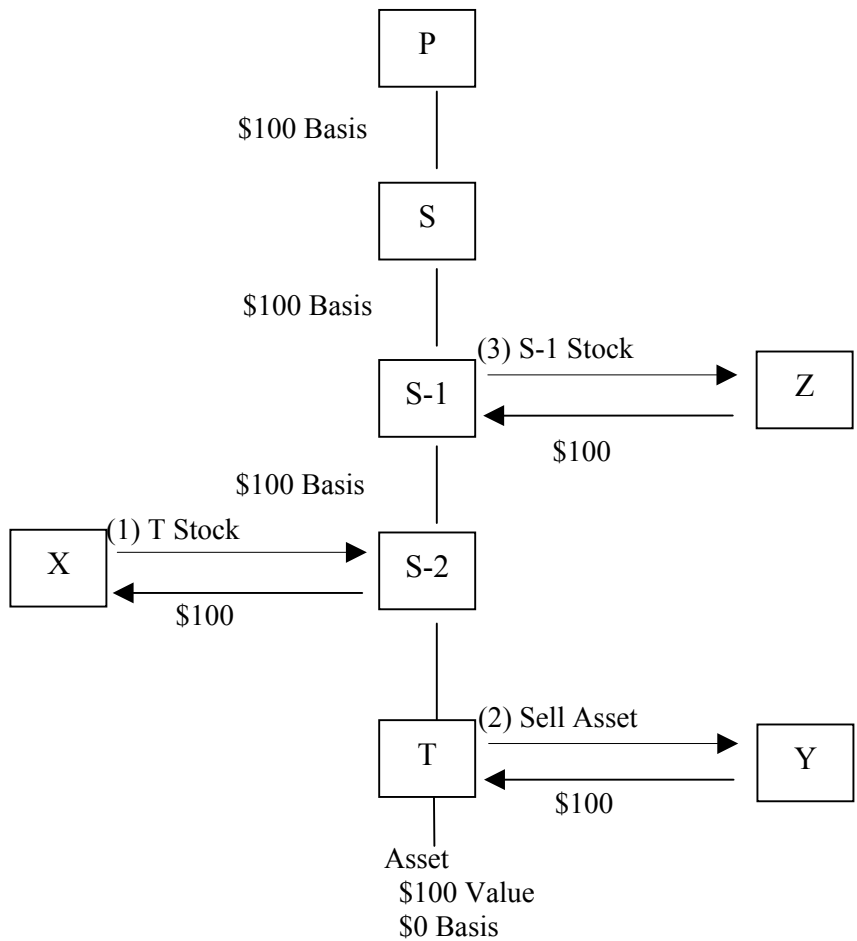 P
$100 Basis
S
$100 Basis
(3) S-1 Stock
S-1
Z
$100
$100 Basis
(1) T Stock
X
S-2
$100
(2) Sell Asset
T
Y
$100
Asset
$100 Value
$0 Basis